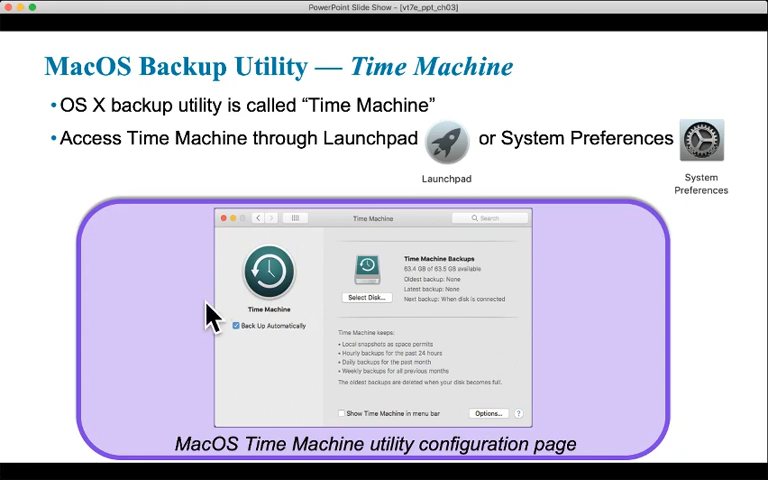 PowerPoint Slide Show - [vt7e_ppt_ch03]
MacOS Backup Utility — Time Machine
•OS X backup utility is called “Time Machine”
•Access Time Machine through Launchpad or System Preferences
Launchpad
System
Preferences
Time Machine
Search
Time Machine
Back Up Automatically
Select Disk...
Time Machine Backups
63.4 GB of 63.5 GB available
Oldest backup: None
Latest backup: None
Next backup: When disk is connected
Time Machine keeps:
• Local snapshots as space permits
• Hourly backups for the past 24 hours
• Daily backups for the past month
• Weekly backups for all previous months
The oldest backups are deleted when your disk becomes full.
Show Time Machine in menu bar
Options...
?
MacOS Time Machine utility configuration page